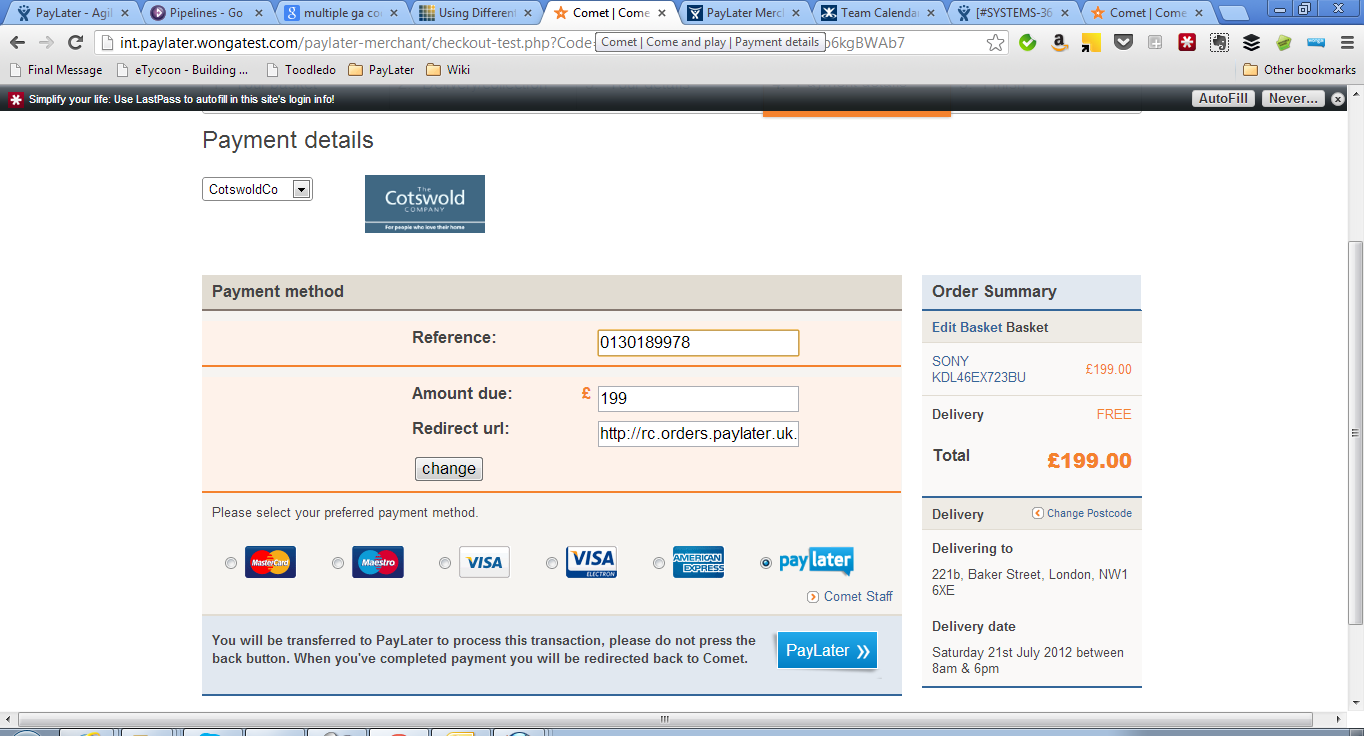 PayLater - Agil
Pipelines - Go
multiple ga co
Using Different
Comet | Come
PayLater Merch
Team Calenda
[#SYSTEMS-36
Comet | Come
int.paylater.wongatest.com/paylater-merchant/checkout-test.php?Code=
Comet | Come and play | Payment details
b6kgBWAb7
Final Message
eTycoon - Building ...
Toodledo
PayLater
Wiki
Other bookmarks
Simplify your life: Use LastPass to autofill in this site's login info!
AutoFill
Never...
Payment details
CotswoldCo
The
Cotswold
COMPANY
For people who love their home
Payment method
Reference:
0130189978
Amount due:
£
199
Redirect url:
http://rc.orders.paylater.uk.
change
Please select your preferred payment method.
MasterCard
Maestro
VISA
VISA
ELECTRON
AMERICAN
EXPRESS
paylater
Comet Staff
You will be transferred to PayLater to process this transaction, please do not press the
back button. When you've completed payment you will be redirected back to Comet.
PayLater »
Order Summary
Edit Basket Basket
SONY
KDL46EX723BU
£199.00
Delivery
FREE
Total
£199.00
Delivery
Change Postcode
Delivering to
221b, Baker Street, London, NW1
6XE
Delivery date
Saturday 21st July 2012 between
8am & 6pm